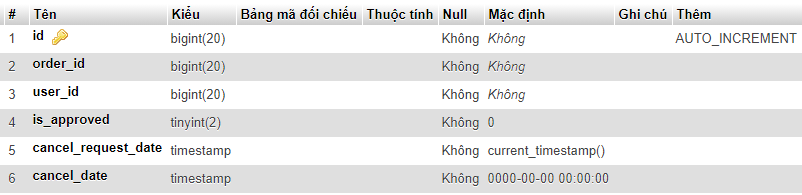 # Tên Kiểu Bảng mã đối chiếu Thuộc tính Null Mặc định Ghi chú Thêm
1 id bigint(20) Không Không AUTO_INCREMENT
2 order_id bigint(20) Không Không
3 user_id bigint(20) Không Không
4 is_approved tinyint(2) Không 0
5 cancel_request_date timestamp Không current_timestamp()
6 cancel_date timestamp Không 0000-00-00 00:00:00